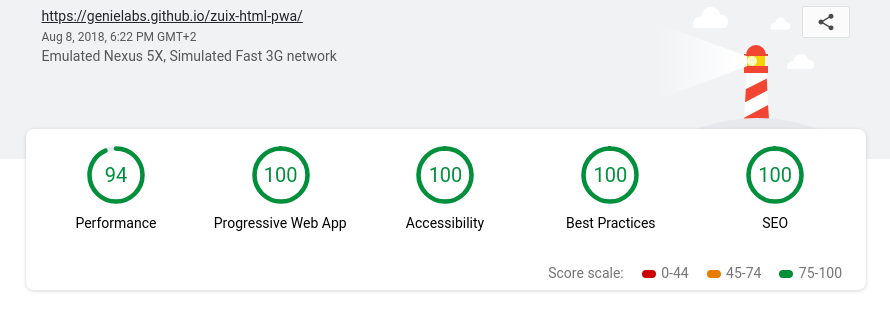 https://genielabs.github.io/zuix-html-pwa/
Aug 8, 2018, 6:22 PM GMT+2
Emulated Nexus 5X, Simulated Fast 3G network
94 100 100 100 100
Performance Progressive Web App Accessibility Best Practices SEO
Score scale: 0-44 45-74 75-100